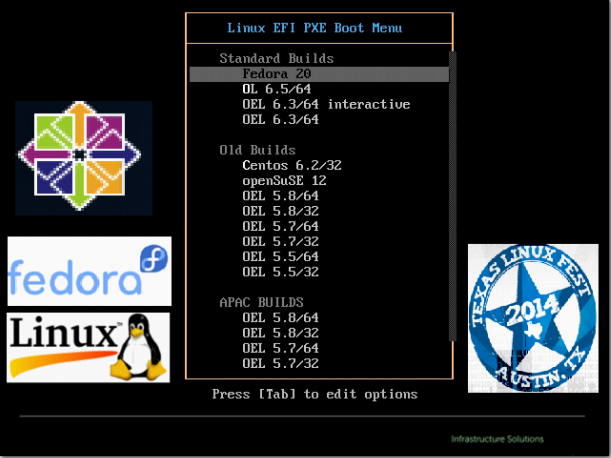 Linux EFI PXE Boot Menu
Standard Builds
Fedora 20
OL 6.5/64
OEL 6.3/64 interactive
OEL 6.3/64
Old Builds
Centos 6.2/32
openSuSE 12
OEL 5.8/64
OEL 5.8/32
OEL 5.7/64
OEL 5.7/32
OEL 5.5/64
OEL 5.5/32
APAC BUILDS
OEL 5.8/64
OEL 5.8/32
OEL 5.7/64
OEL 5.7/32
Press [Tab] to edit options
fedora
Linux™
TEXAS LINUX FEST
2014
AUSTIN, TX
Infrastructure Solutions